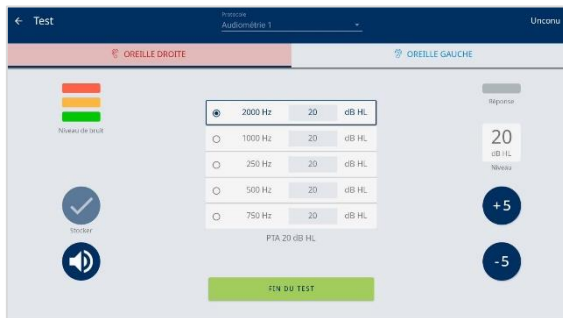 ← Test
Protocole
Audiométrie 1
Unconu
OREILLE DROITE
OREILLE GAUCHE
Niveau de bruit
Stocker
2000 Hz 20 dB HL
1000 Hz 20 dB HL
250 Hz 20 dB HL
500 Hz 20 dB HL
750 Hz 20 dB HL
PTA 20 dB HL
FIN DU TEST
Réponse
20
dB HL
Niveau
+5
-5